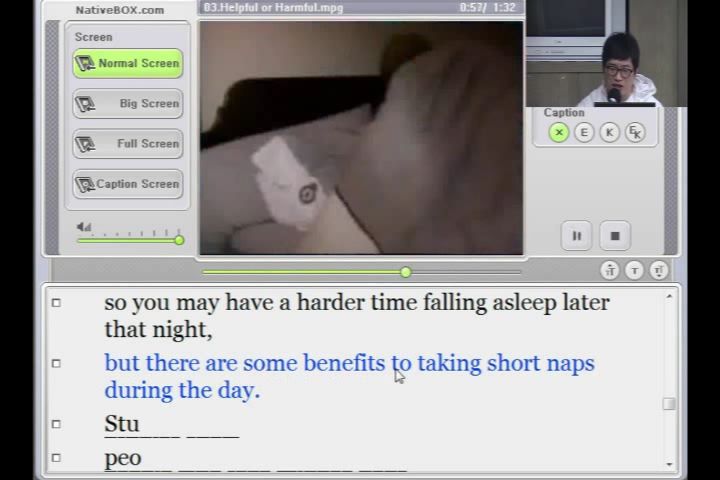 NativeBOX.com
03.Helpful or Harmful.mpg
0:57/ 1:32
Screen
Normal Screen
Big Screen
Full Screen
Caption Screen
Caption
X
E
K
EK
T
T
T
so you may have a harder time falling asleep later
that night,
but there are some benefits to taking short naps
during the day.
Stu
peo